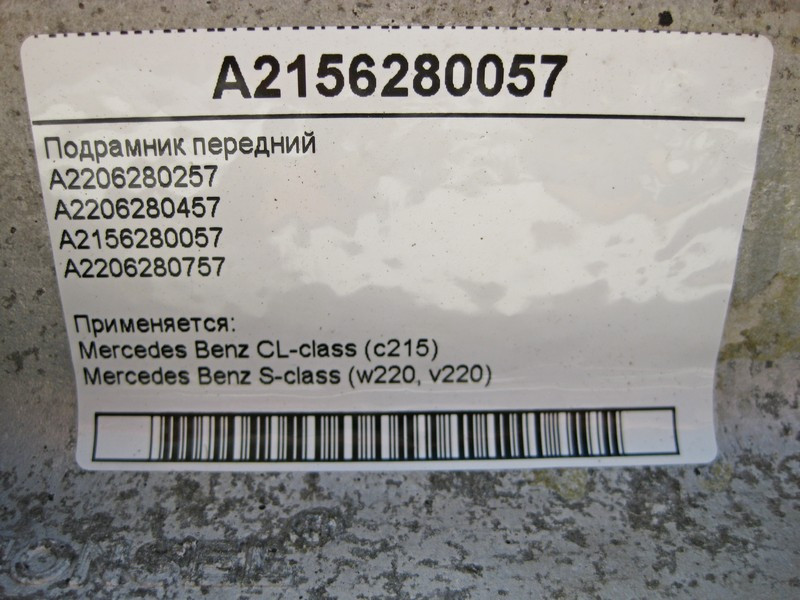 A2156280057
Подрамник передний
A2206280257
A2206280457
A2156280057
A2206280757
Применяется:
Mercedes Benz CL-class (c215)
Mercedes Benz S-class (w220, v220)